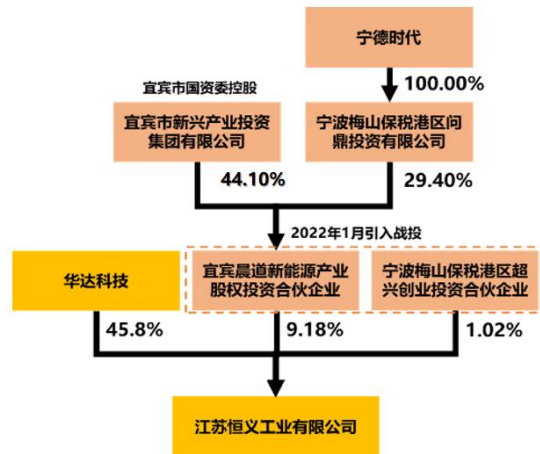 宁德时代
100.00%
宜宾市国资委控股
宜宾市新兴产业投资
集团有限公司
宁波梅山保税港区问
鼎投资有限公司
44.10%
29.40%
2022年1月引入战投
华达科技
宜宾晨道新能源产业
股权投资合伙企业
宁波梅山保税港区超
兴创业投资合伙企业
45.8%
9.18%
1.02%
江苏恒义工业有限公司